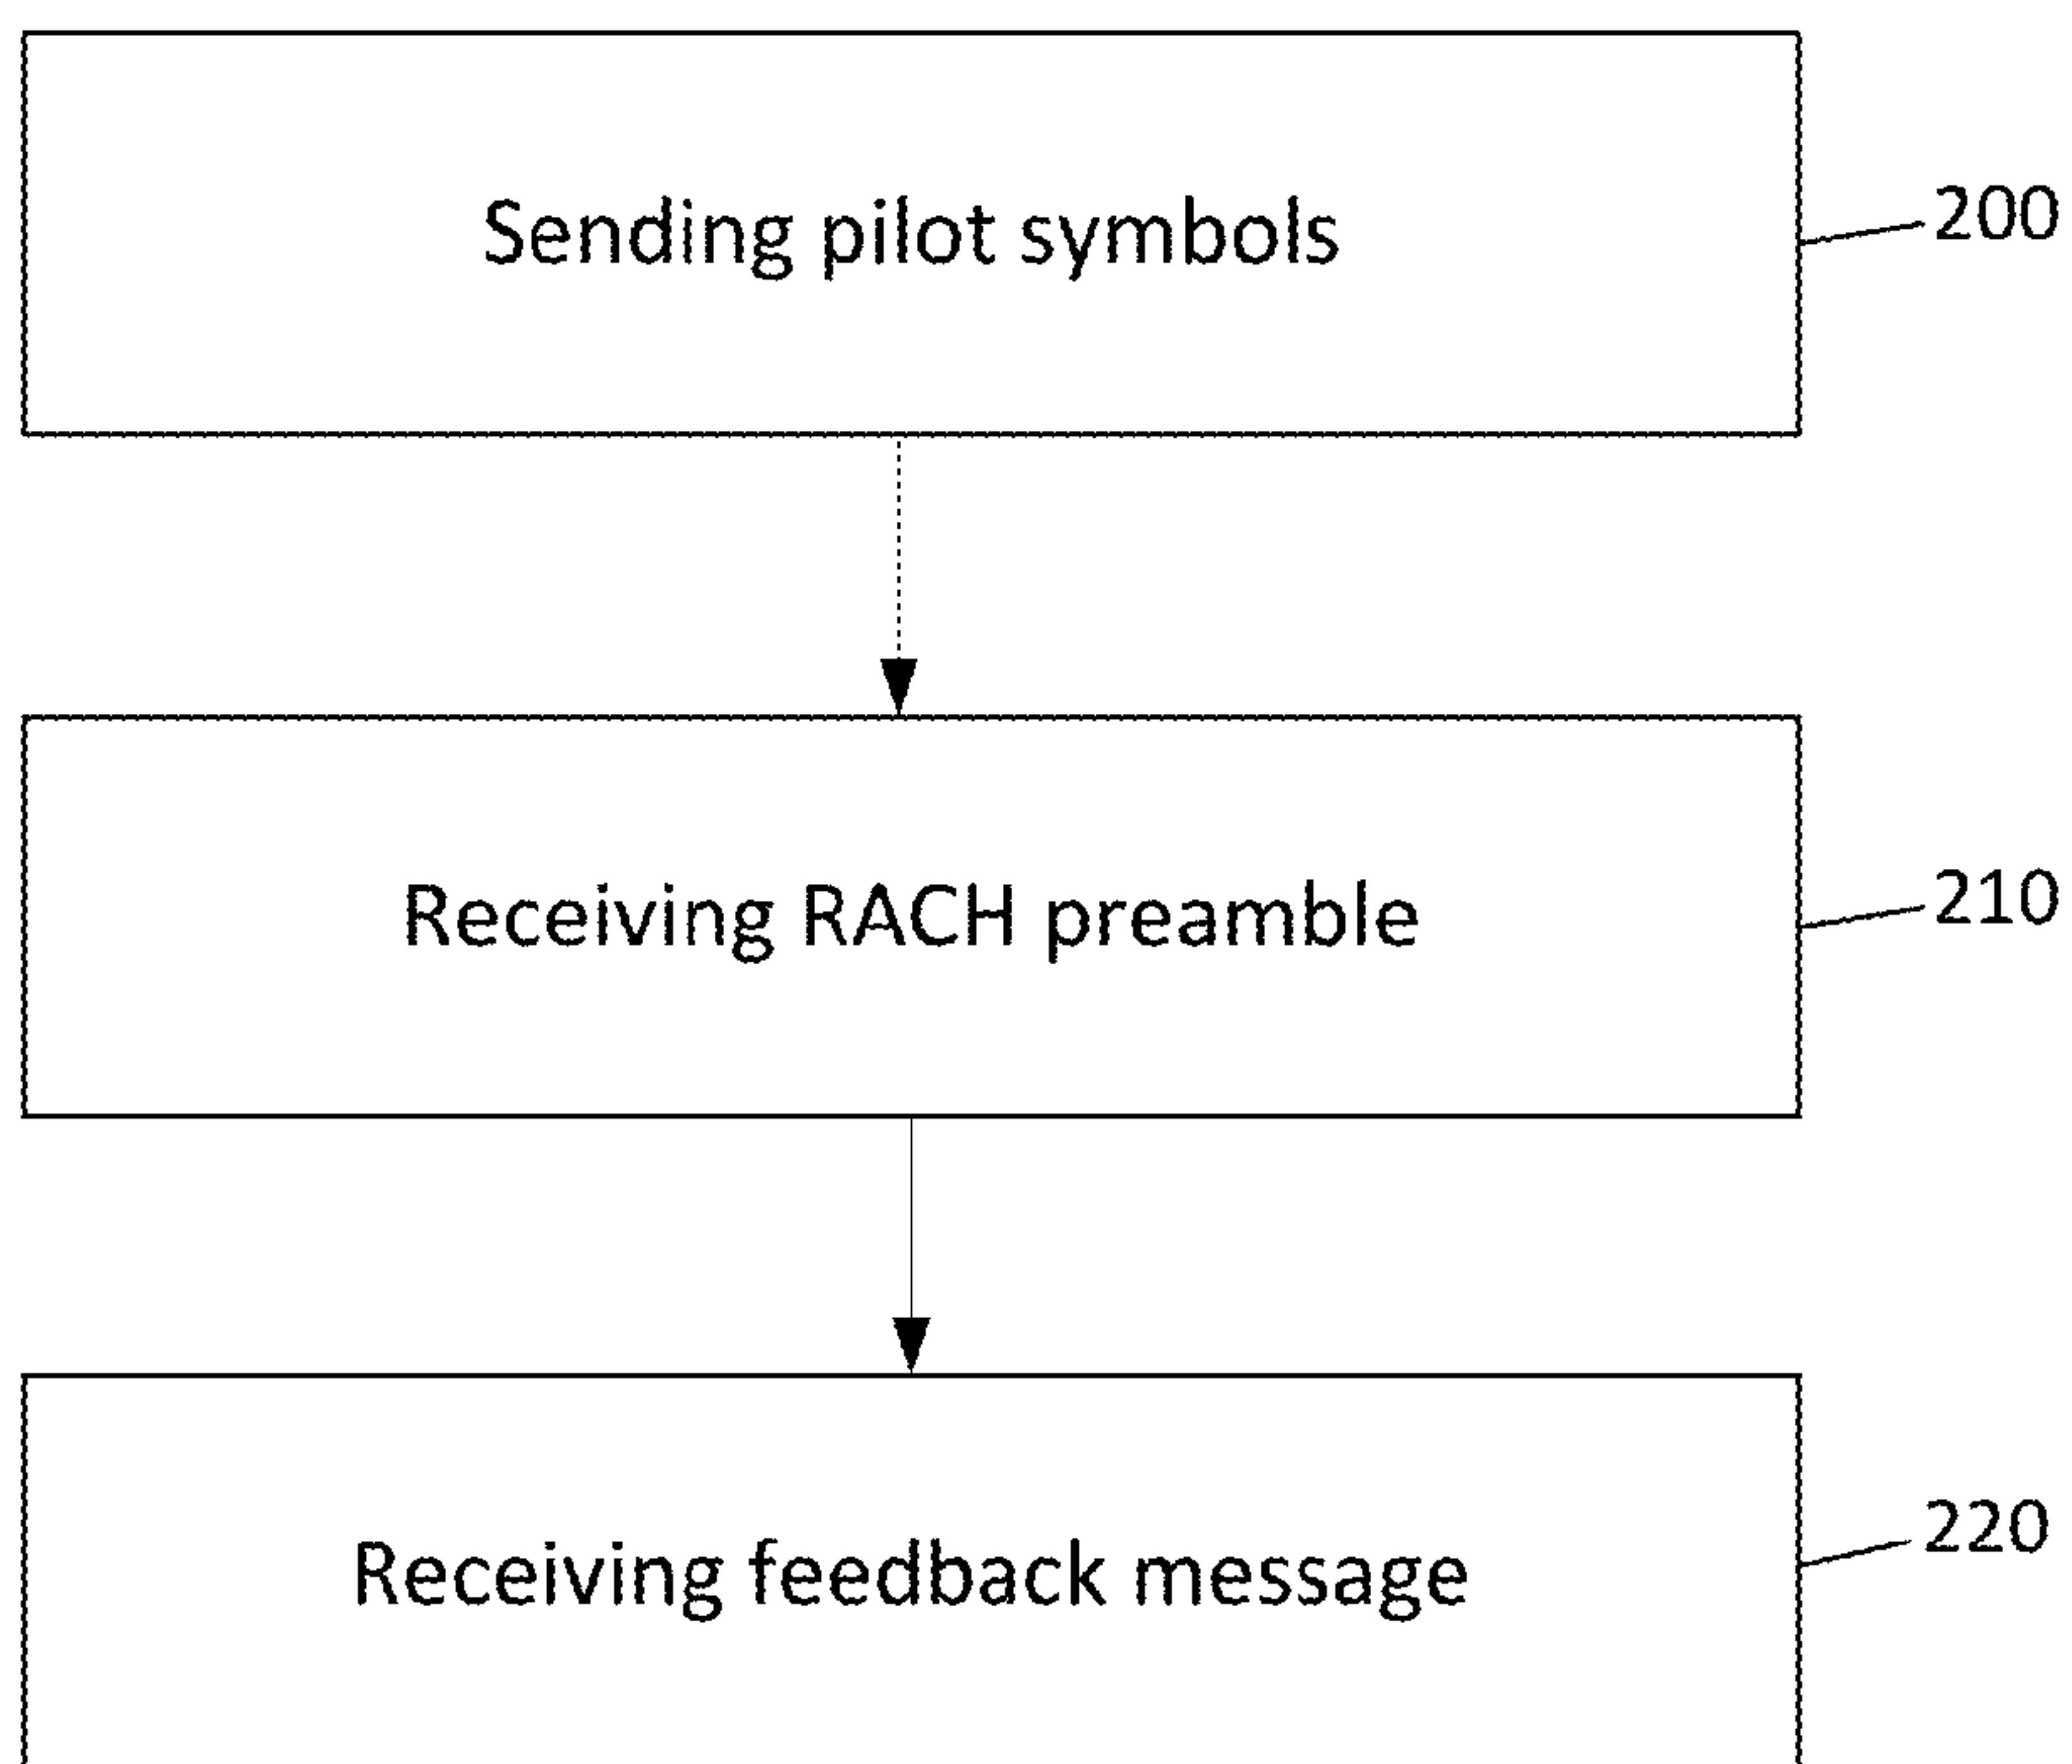 Sending pilot symbols
200
Receiving RACH preamble
210
Receiving feedback message
220